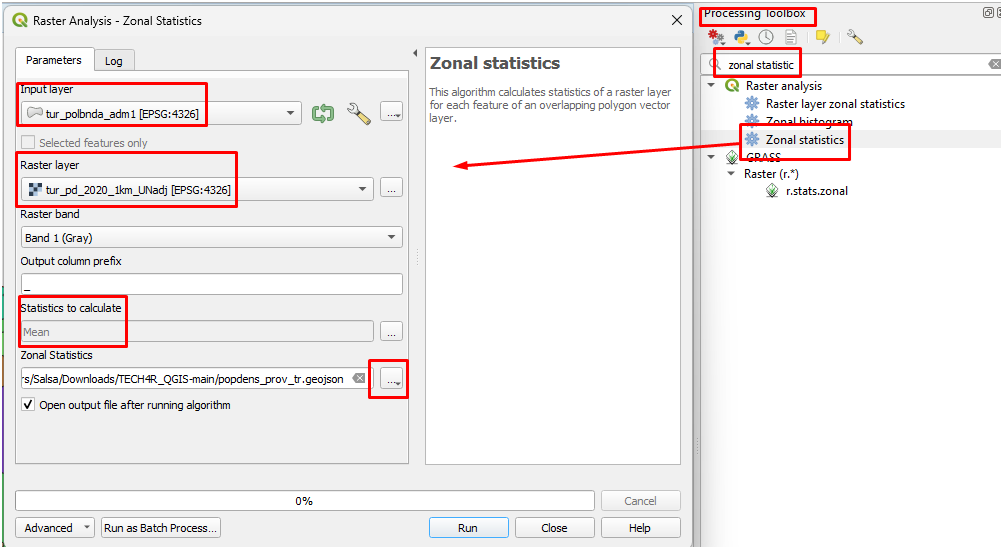 Raster Analysis - Zonal Statistics
Parameters
Log
Input layer
tur_polbnda_adm1 [EPSG:4326]
...
Selected features only
Raster layer
tur_pd_2020_1km_UNadj [EPSG:4326]
...
Raster band
Band 1 (Gray)
Output column prefix
_
Statistics to calculate
Mean
...
Zonal Statistics
rs/Salsa/Downloads/TECH4R_QGIS-main/popdens_prov_tr.geojson
...
Open output file after running algorithm
Zonal statistics
This algorithm calculates statistics of a raster layer
for each feature of an overlapping polygon vector
layer.
0%
Cancel
Advanced
Run as Batch Process...
Run
Close
Help
Processing Toolbox
zonal statistic
Raster analysis
Raster layer zonal statistics
Zonal histogram
Zonal statistics
GRASS
Raster (r.*)
r.stats.zonal